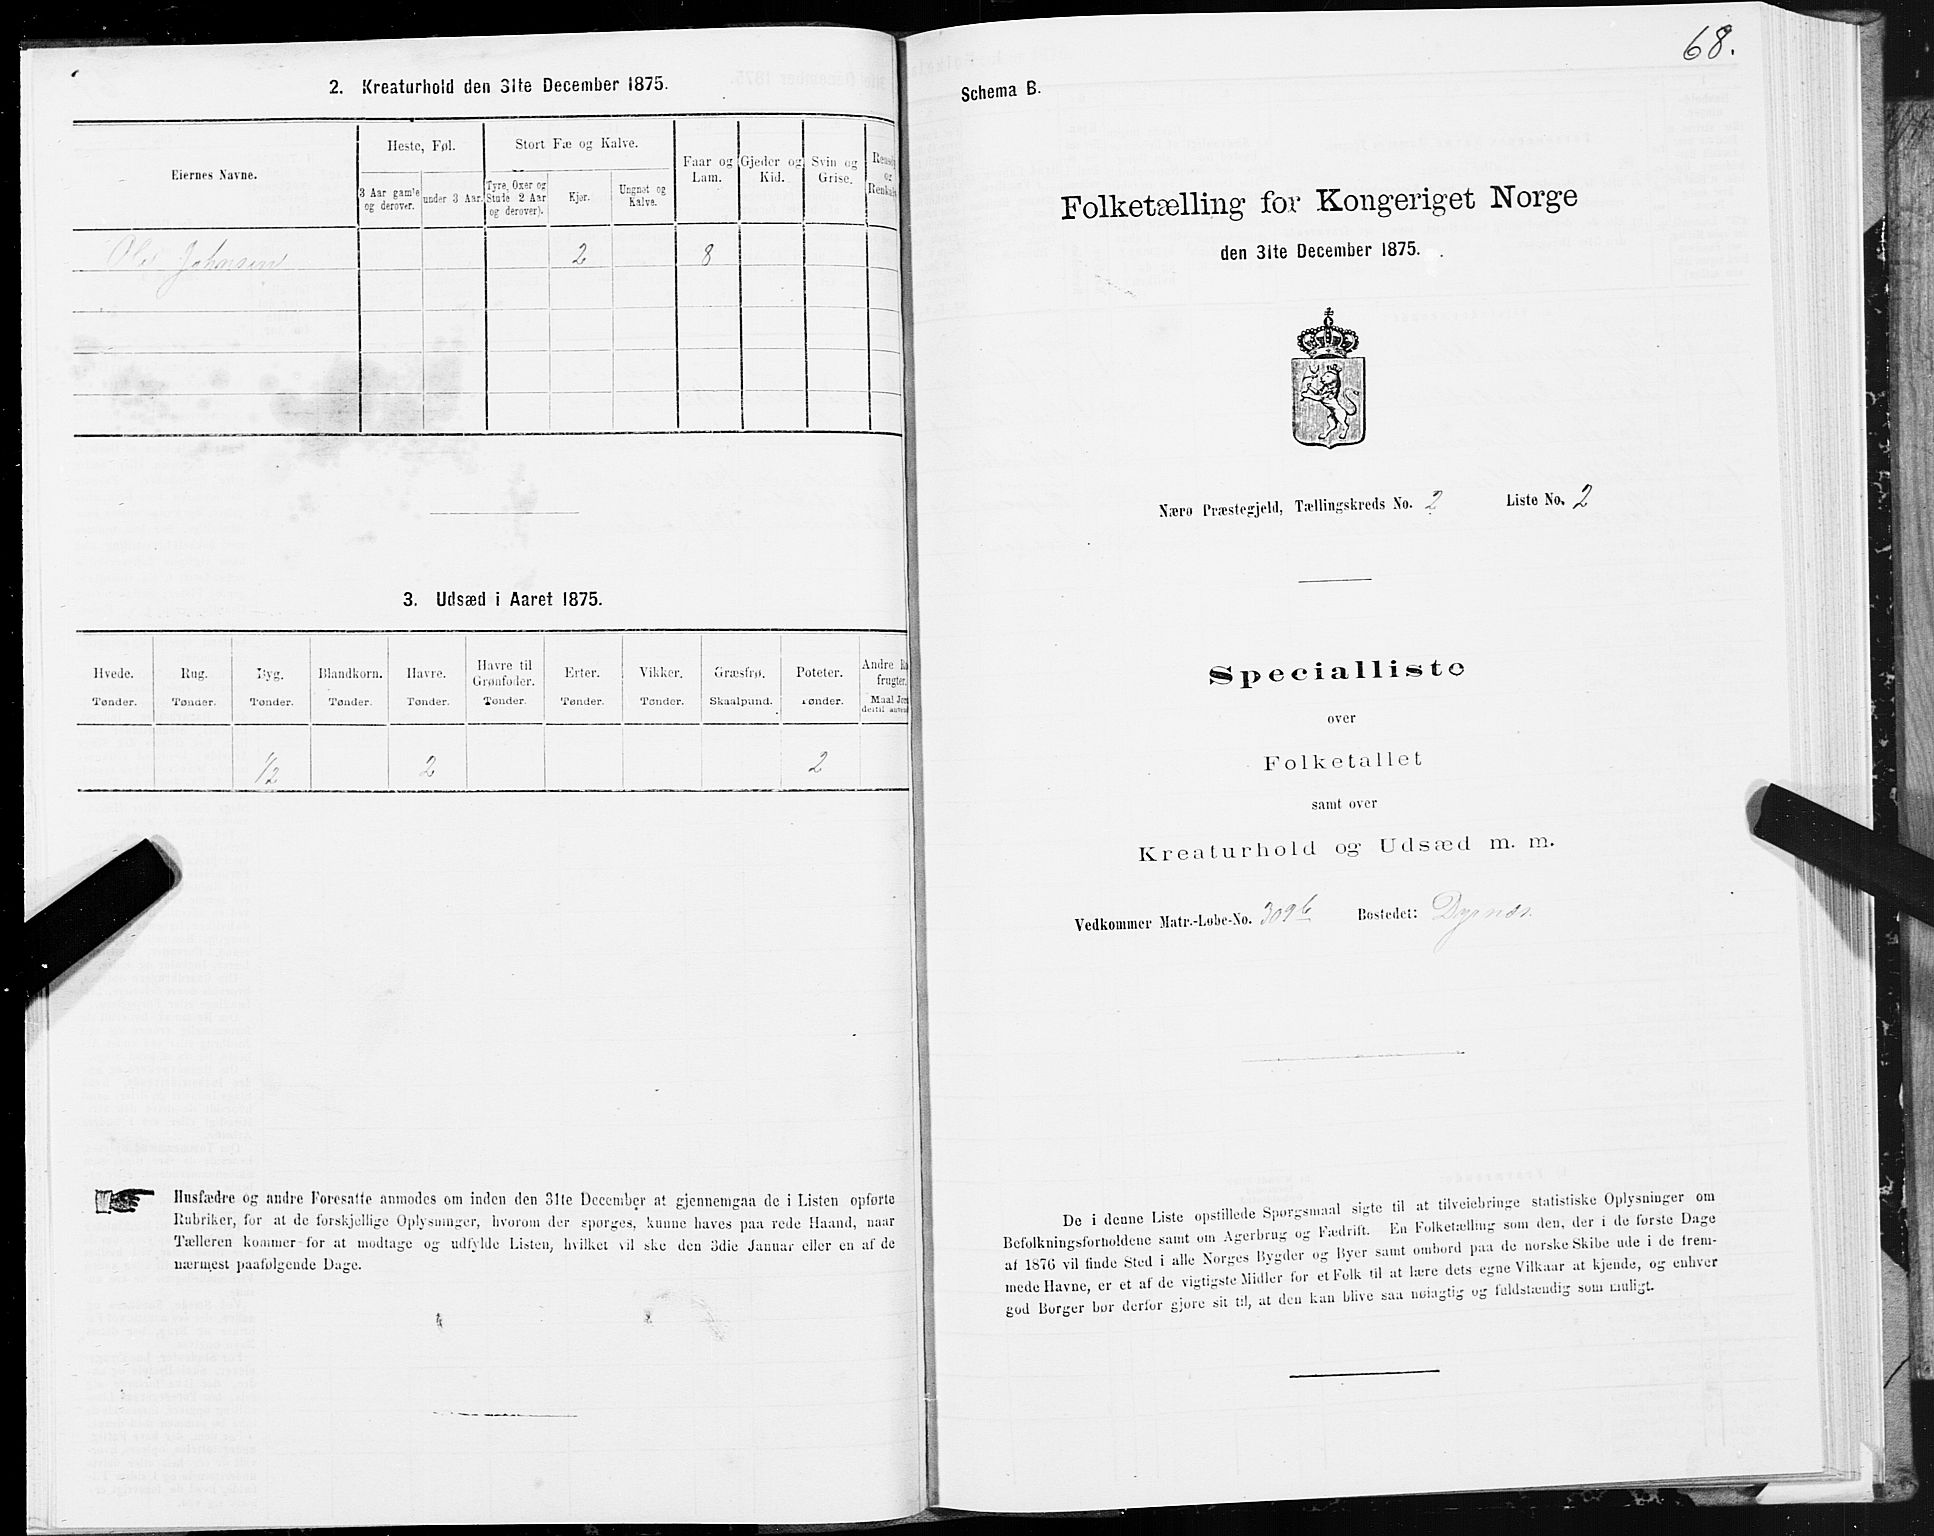 2. Kreaturhold den 31te December 1875.
Eiernes Navne.
Heste, Føl.
Stort Fæ og Kalve.
Faar og Lam.
Gjeder og Kid.
Svin og Grise.
Rensdyr og Renkalve
3 Aar gamle og derover.
under 3 Aar.
Tyre, Oxer og Stude 2 Aar og derover).
Kjør.
Ungnøt og Kalve.
Ole Johnsen 2 8
3. Udsæd i Aaret 1875.
Hvede. Rug. Byg. Blandkorn. Havre. Havre til Grønfoder. Erter. Vikker. Græsfrø. Poteter. Andre frugter.
Tønder. Tønder. Tønder. Tønder. Tønder. Tønder. Tønder. Tønder. Skaalpund. Tønder. Maal
1/2 2 2
Husfædre og andre Foresatte anmodes om inden den 31te December at gjennemgaa de i Listen opførte
Rubriker, for at de forskjellige Oplysninger, hvorom der spørges, kunne haves paa rede Haand, naar
Tælleren kommer for at modtage og udfylde Listen, hvilket vil ske den 3die Januar eller en af de
nærmest paafølgende Dage.
68.
Schema B.
Folketælling for Kongeriget Norge
den 31te December 1875.
Nærø Præstegjeld, Tællingskreds No. 2 Liste No. 2
Specialliste
over
Folketallet
samt over
Kreaturhold og Udsæd m. m.
Vedkommer Matr.-Løbe-No. 309b Bostedet: Dyrnæs.
De i denne Liste opstillede Spørgsmaal sigte til at tilveiebringe statistiske Oplysninger om
Befolkningsforholdene samt om Agerbrug og Fædrift. En Folketælling som den, der i de første Dage
af 1876 vil finde Sted i alle Norges Bygder og Byer samt ombord paa de norske Skibe ude i de frem-
mede Havne, er et af de vigtigste Midler for et Folk til at lære dets egne Vilkaar at kjende, og enhver
god Borger bør derfor gjøre sit til, at den kan blive saa nøiagtig og fuldstændig som muligt.